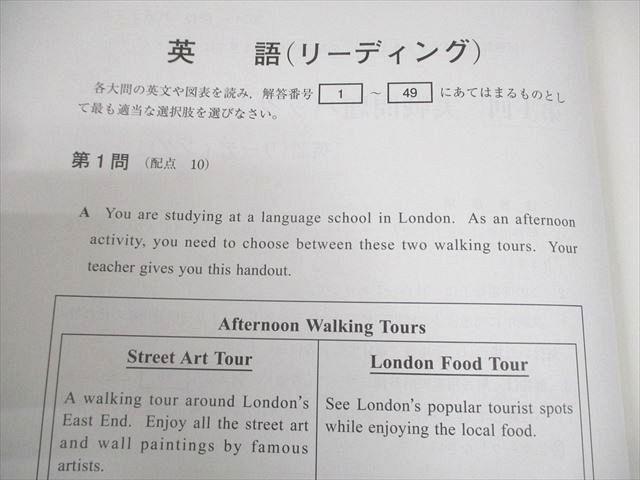 英　　語（リーディング）
各大問の英文や図表を読み，解答番号 1 ～ 49 にあてはまるものとし
て最も適当な選択肢を選びなさい。
第１問 （配点　10）
A You are studying at a language school in London. As an afternoon
activity, you need to choose between these two walking tours. Your
teacher gives you this handout.
Afternoon Walking Tours
Street Art Tour
A walking tour around London's
East End. Enjoy all the street art
and wall paintings by famous
artists.
London Food Tour
See London's popular tourist spots
while enjoying the local food.